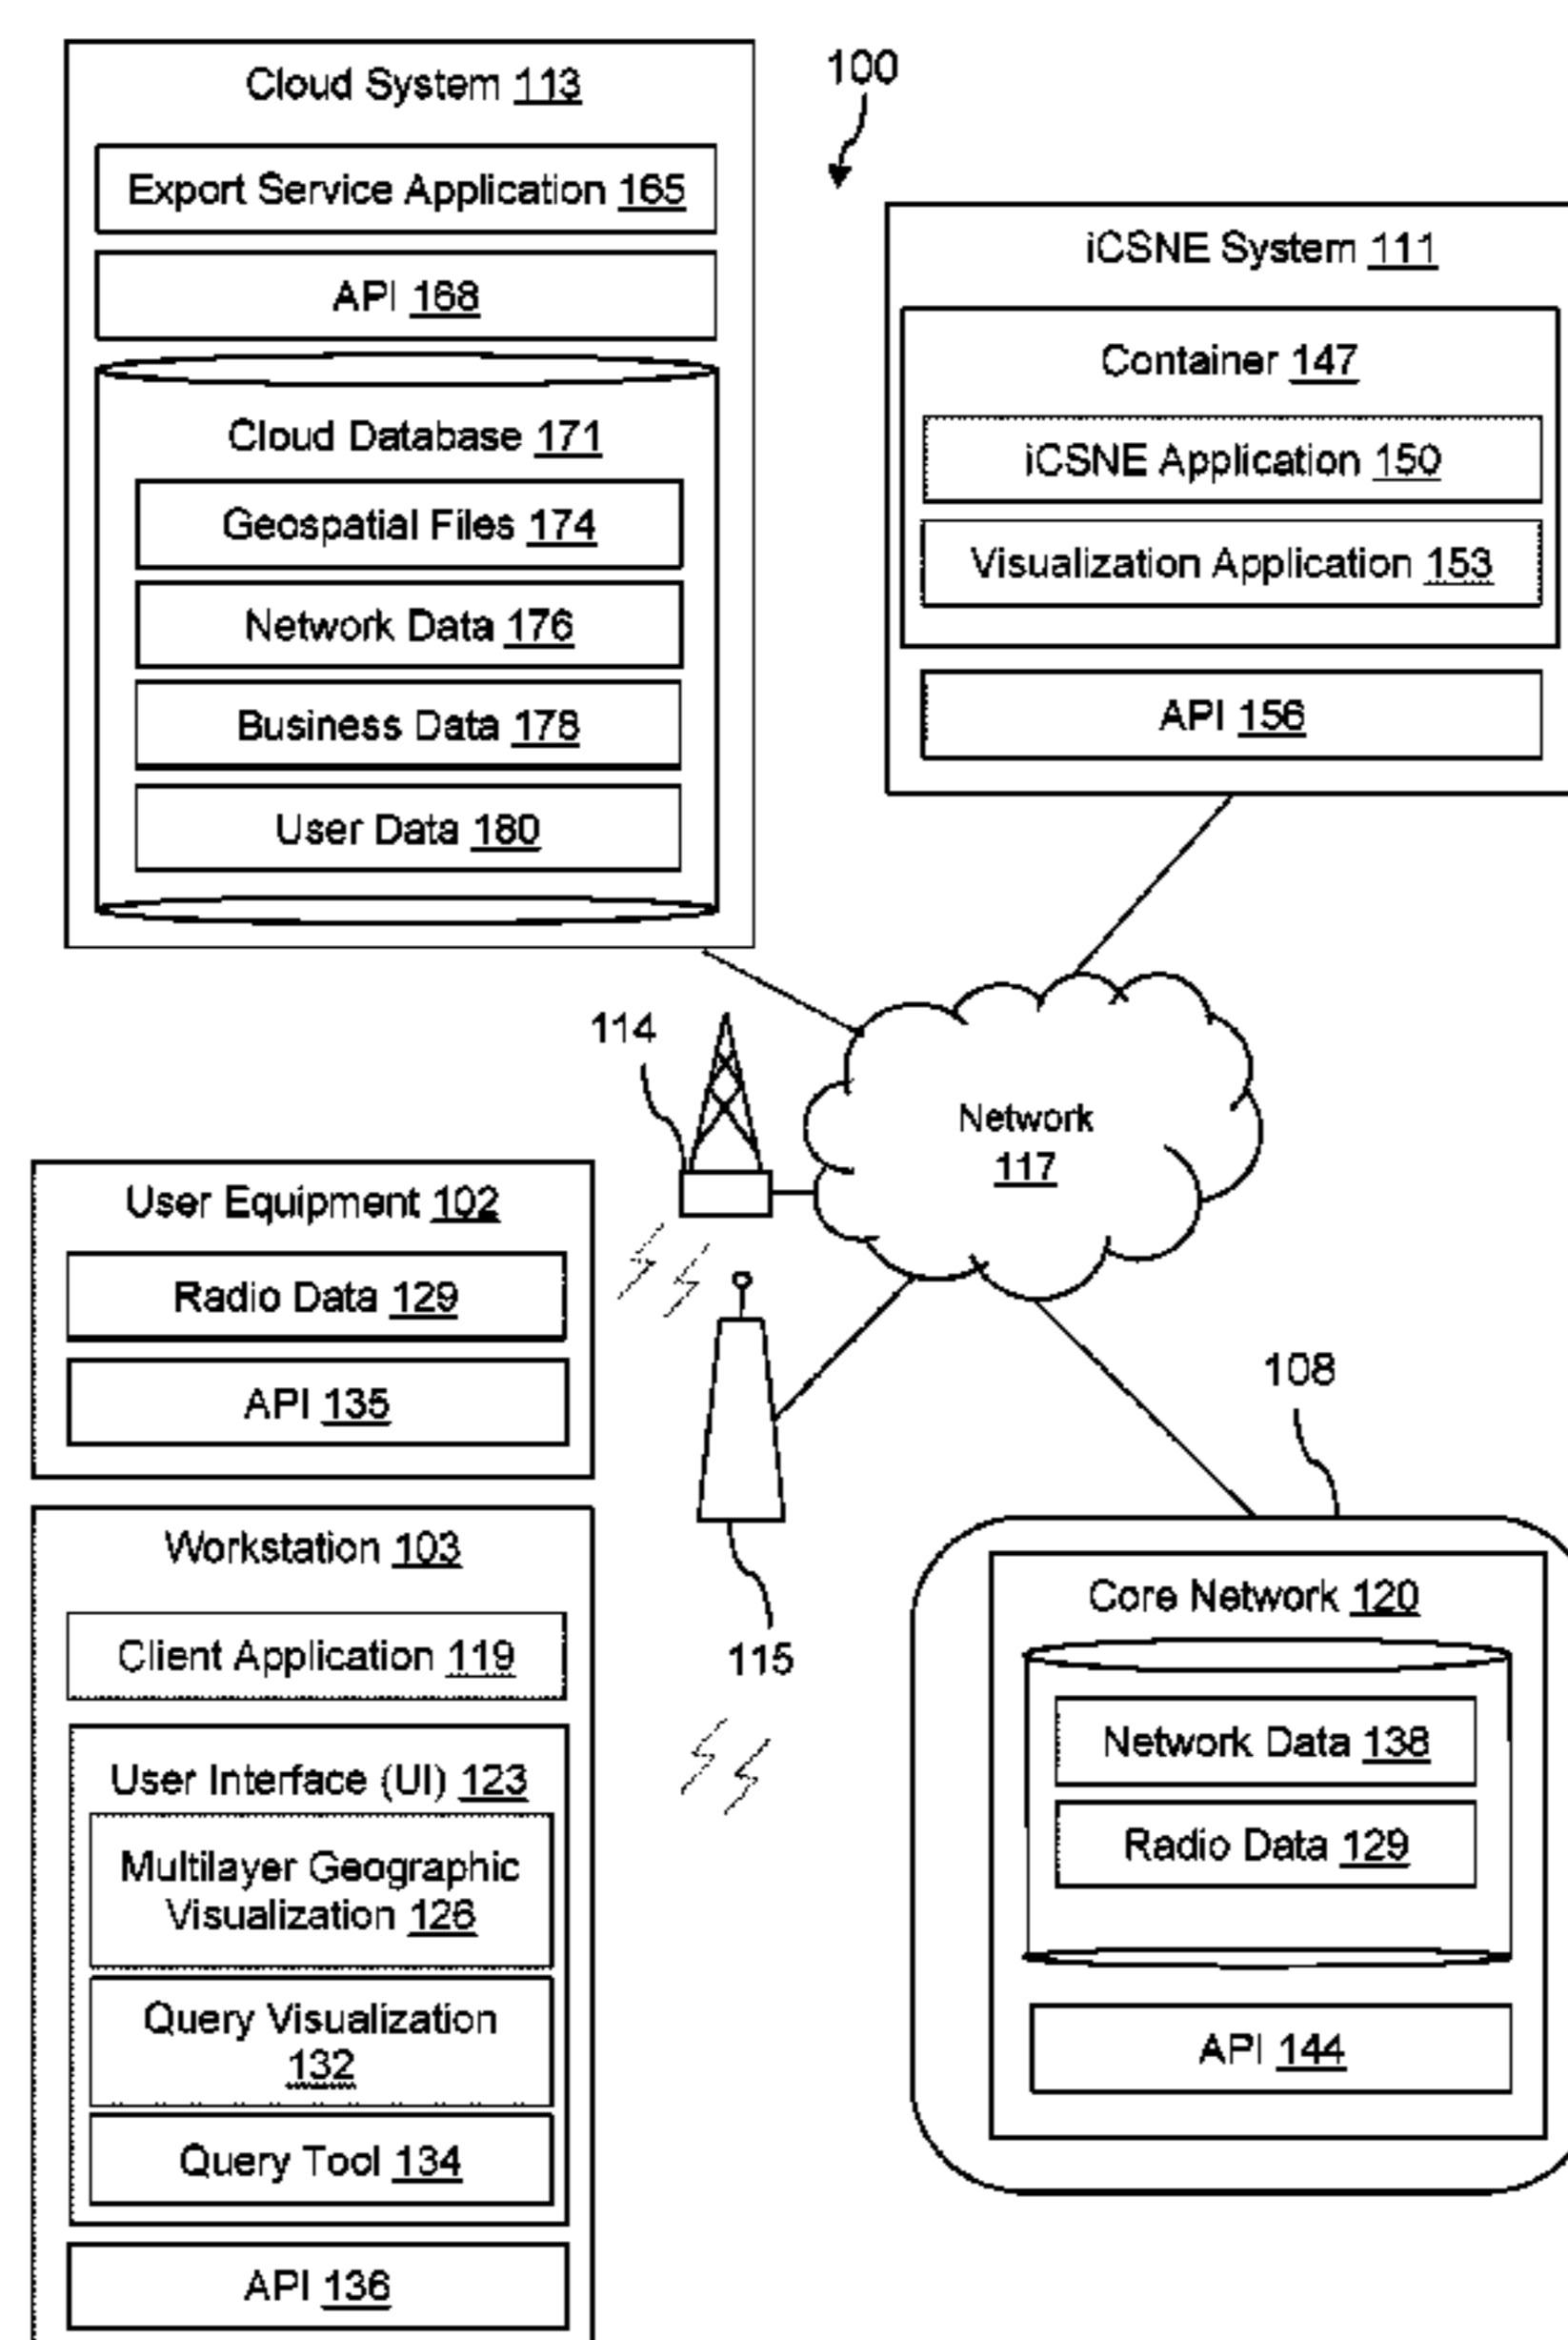 100
Cloud System 113
Export Service Application 165
API 168
Cloud Database 171
Geospatial Files 174
Network Data 176
Business Data 178
User Data 180
iCSNE System 111
Container 147
iCSNE Application 150
Visualization Application 153
API 156
114
Network
117
User Equipment 102
Radio Data 129
API 135
115
108
Workstation 103
Client Application 119
User Interface (UI) 123
Multilayer Geographic
Visualization 126
Query Visualization
132
Query Tool 134
API 136
Core Network 120
Network Data 138
Radio Data 129
API 144